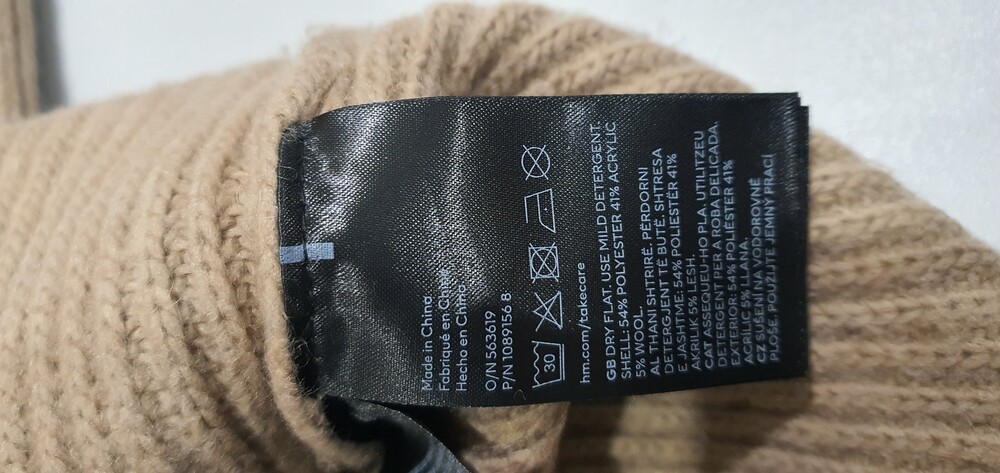 Made in China
Fabriqué en Chine
Hecho en China
O/N 563619
P/N 1089156 8
30
hm.com/takecare
GB DRY FLAT. USE MILD DETERGENT.
SHELL: 54% POLYESTER 41% ACRYLIC
5% WOOL.
AL THANI SHTRIRË. PËRDORNI
DETERGJENT TË BUTË. SHTRESA
E JASHTME: 54% POLIESTËR 41%
AKRILIK 5% LESH.
CAT ASSEQUEU-HO PLA. UTILITZEU
DETERGENT PER A ROBA DELICADA.
EXTERIOR: 54% POLIÈSTER 41%
ACRÍLIC 5% LLANA.
CZ SUŠENÍ NA VODOROVNÉ
PLOŠE. POUŽIJTE JEMNÝ PRACÍ